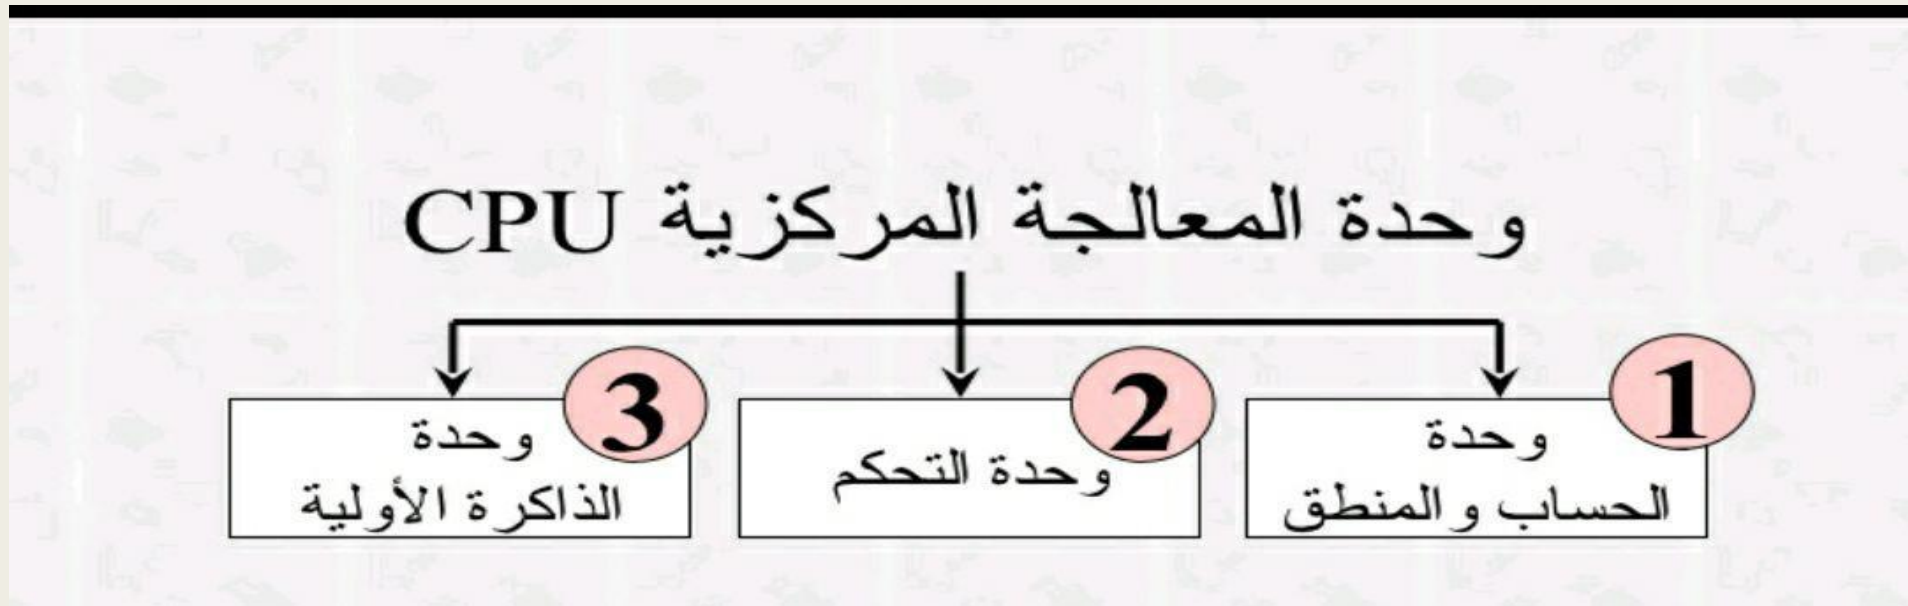 وحدة المعالجة المركزية CPU
1
وحدة
الحساب والمنطق
2
وحدة التحكم
3
وحدة
الذاكرة الأولية